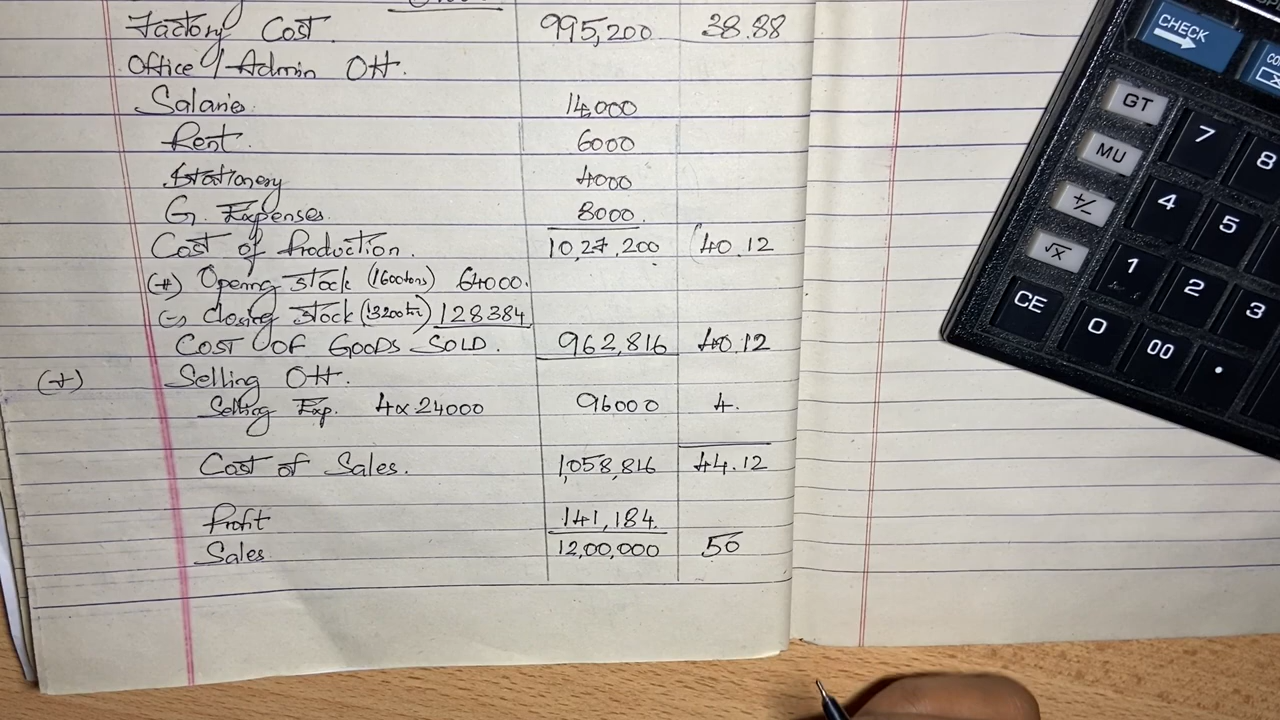 Factory Cost. 995,200 38.88
Office/Admin OH.
Salaries. 14,000
Rent. 6000
Stationery 4000
G. Expenses. 8000.
Cost of Production. 10,27,200 (40.12
(+) Opening Stock (1600tons) 64000.
(-) Closing Stock (3200tn) 128384
COST OF GOODS SOLD. 962,816 40.12
(+) Selling OH.
Selling Exp. 4x24000 96000 4.
Cost of Sales. 1,058,816 44.12
Profit 141,184.
Sales 12,00,000 50
CHECK
GT 7 8
MU 4 5
+/- 1 2 3
√x 0 00 .
CE